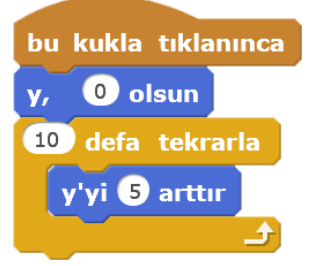 bu kukla tıklanınca
y, 0 olsun
10 defa tekrarla
y'yi 5 arttır